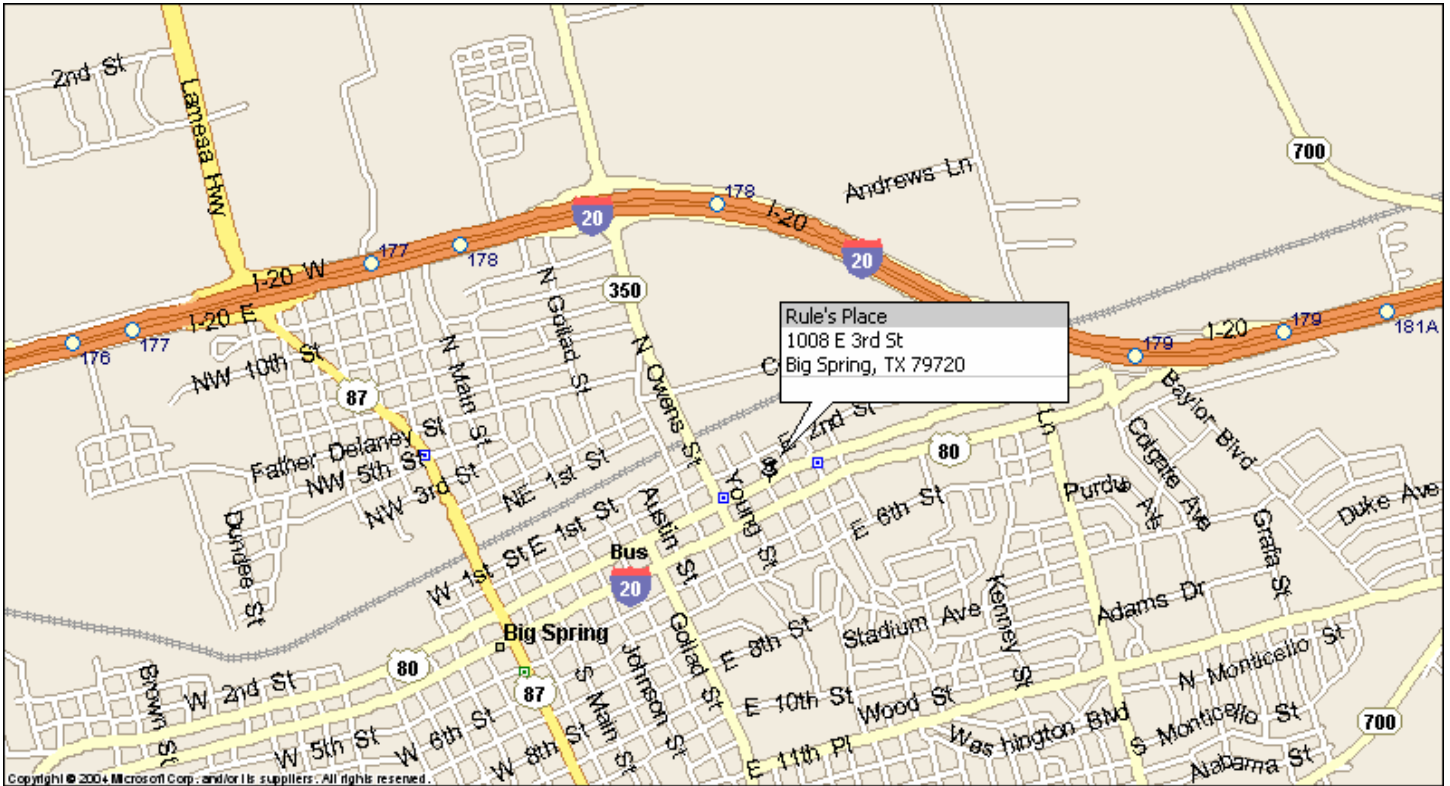 2nd St
Lamesa Hwy
700
Andrews Ln
178
I-20
20
20
177
178
I-20 W
350
N Goliad St
Rule's Place
1008 E 3rd St
Big Spring, TX 79720
I-20
179
181A
179
176
177
I-20 E
NW 10th St
N Main St
N Owens St
87
Baylor Blvd
Father Delaney St
E 2nd St
Ln
80
Colgate Ave
NW 5th St
NW 3rd St
NE 1st St
Austin St
Young St
E 6th St
Purdue Ave
Grafa St
Duke Ave
Dundee St
W 1st St
E 1st St
Bus
20
Kenney St
Adams Dr
Stadium Ave
Big Spring
E 8th St
Goliad St
N Monticello St
80
W 2nd St
87
S Main St
Johnson St
Brown St
E 10th St
Wood St
Washington Blvd
S Monticello St
700
W 5th St
W 6th St
W 8th St
E 11th Pl
Alabama St
Copyright © 2004 Microsoft Corp. and/or its suppliers. All rights reserved.